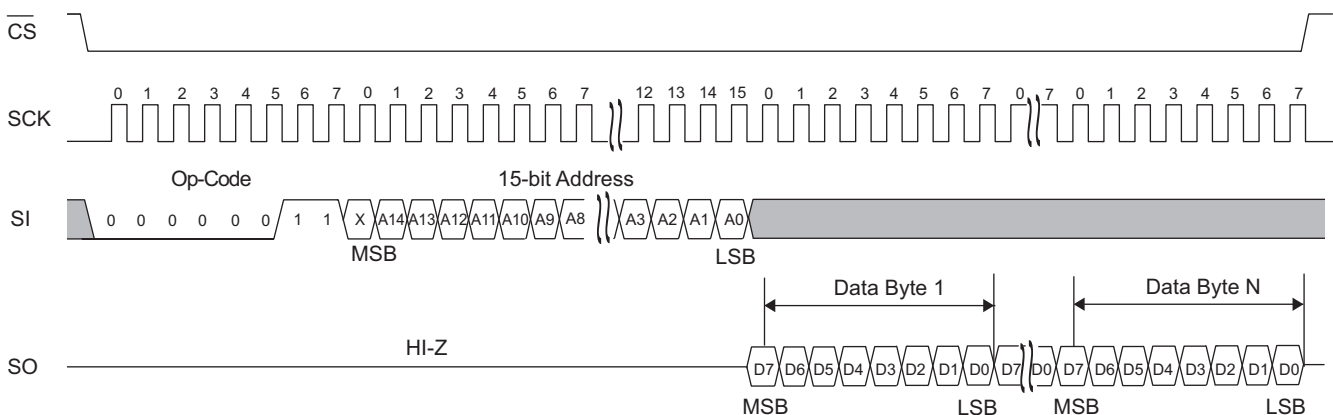 CS
SCK
0 1 2 3 4 5 6 7 0 1 2 3 4 5 6 7 12 13 14 15 0 1 2 3 4 5 6 7 0 7 0 1 2 3 4 5 6 7
Op-Code 15-bit Address
SI
0 0 0 0 0 0 1 1 X A14 A13 A12 A11 A10 A9 A8 A3 A2 A1 A0
MSB LSB
Data Byte 1 Data Byte N
HI-Z
SO
D7 D6 D5 D4 D3 D2 D1 D0 D7 D0 D7 D6 D5 D4 D3 D2 D1 D0
MSB LSB MSB LSB